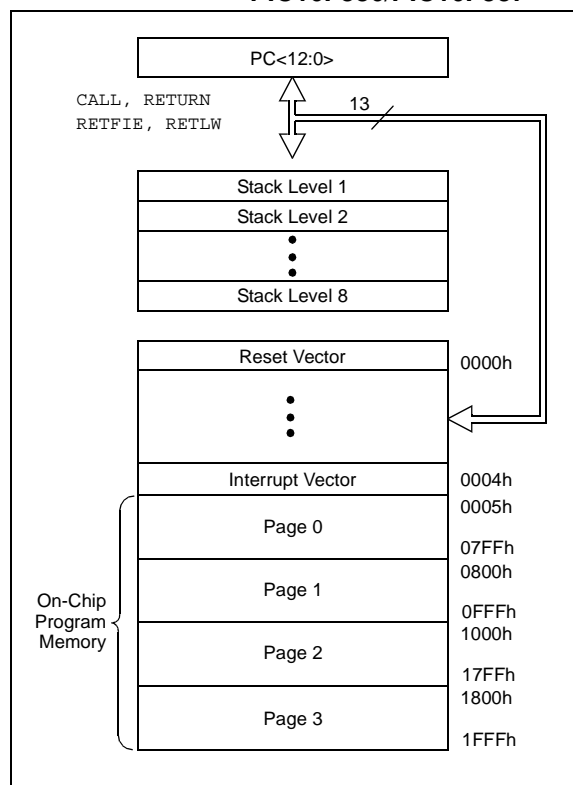 PC<12:0>
CALL, RETURN
RETFIE, RETLW
13
Stack Level 1
Stack Level 2
Stack Level 8
Reset Vector
0000h
Interrupt Vector
0004h
0005h
Page 0
07FFh
0800h
Page 1
0FFFh
1000h
Page 2
17FFh
1800h
Page 3
1FFFh
On-Chip
Program
Memory